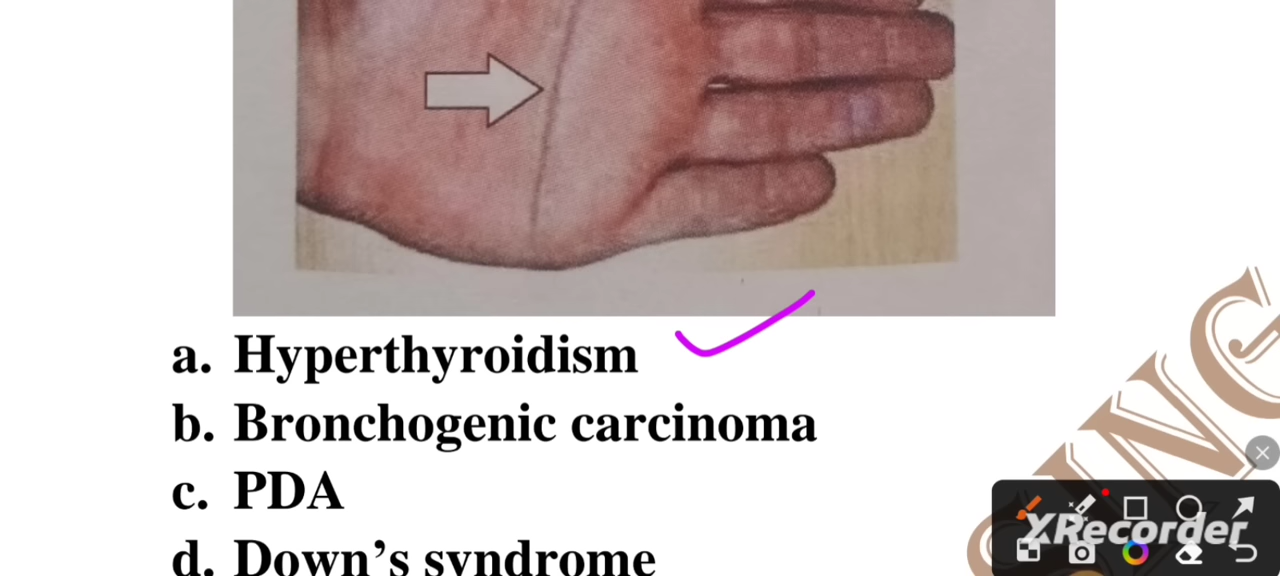 a. Hyperthyroidism
b. Bronchogenic carcinoma
c. PDA
d. Down's syndrome
XRecorder